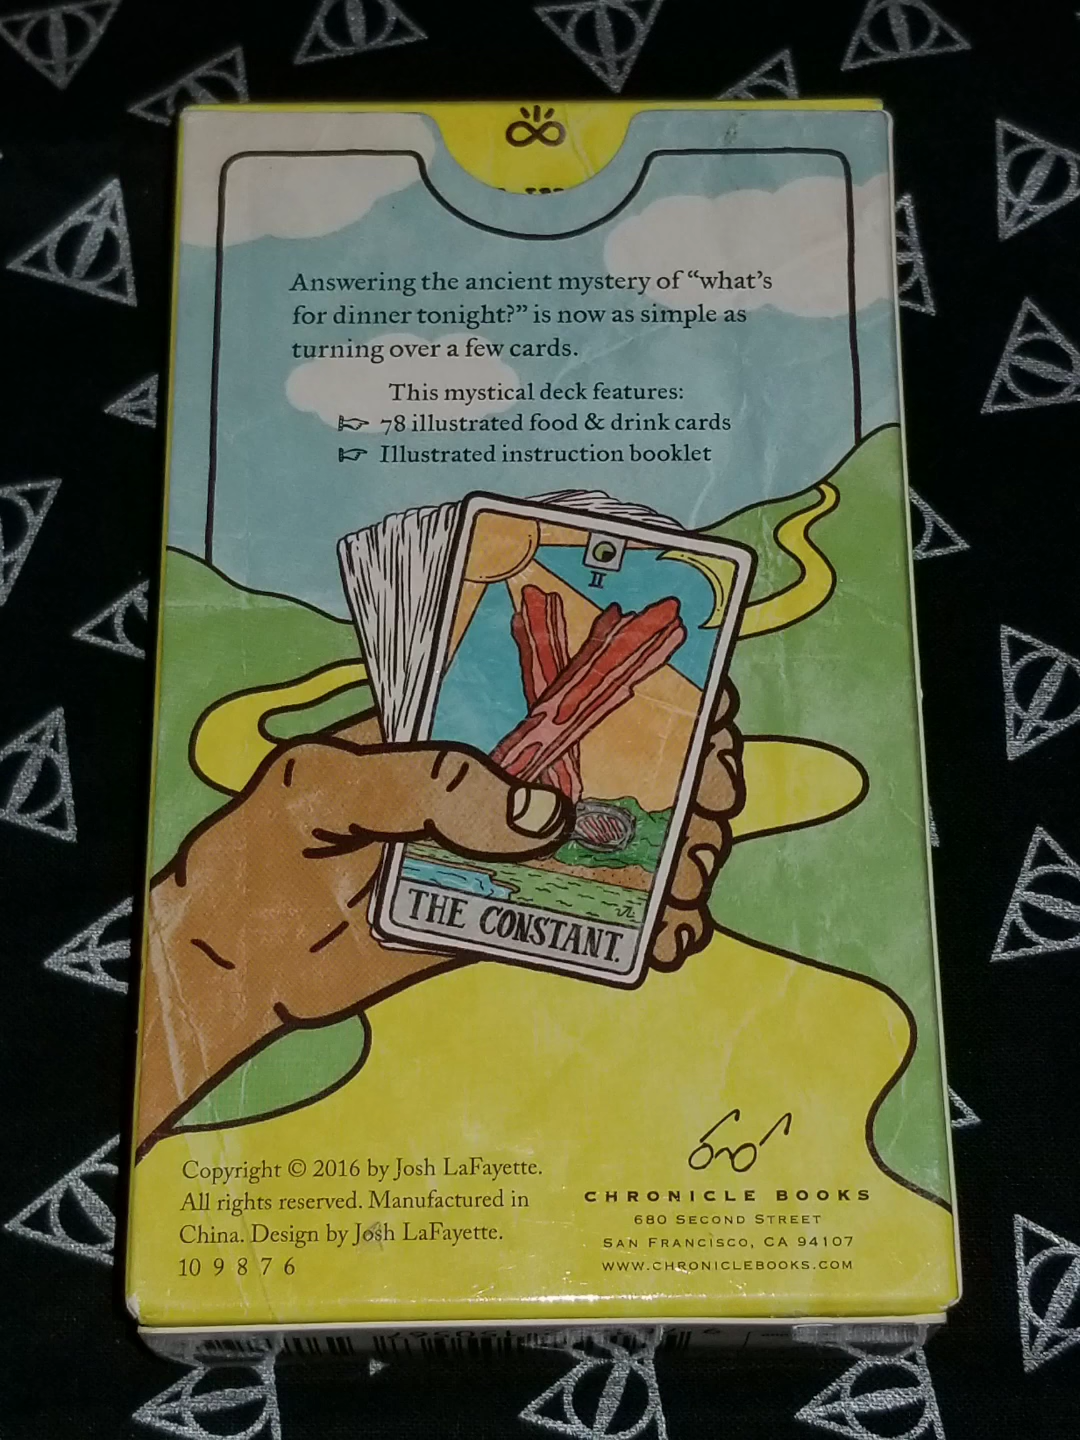 Answering the ancient mystery of “what’s
for dinner tonight?” is now as simple as
turning over a few cards.
This mystical deck features:
☞ 78 illustrated food & drink cards
☞ Illustrated instruction booklet
II
THE CONSTANT.
Copyright © 2016 by Josh LaFayette.
All rights reserved. Manufactured in
China. Design by Josh LaFayette.
10 9 8 7 6
CHRONICLE BOOKS
680 SECOND STREET
SAN FRANCISCO, CA 94107
WWW.CHRONICLEBOOKS.COM